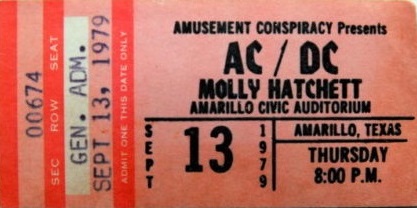 00674
SEC ROW SEAT
GEN. ADM.
SEPT 13, 1979
ADMIT ONE THIS DATE ONLY
AMUSEMENT CONSPIRACY Presents
AC / DC
MOLLY HATCHETT
AMARILLO CIVIC AUDITORIUM
SEPT
13
1979
AMARILLO, TEXAS
THURSDAY
8:00 P.M.